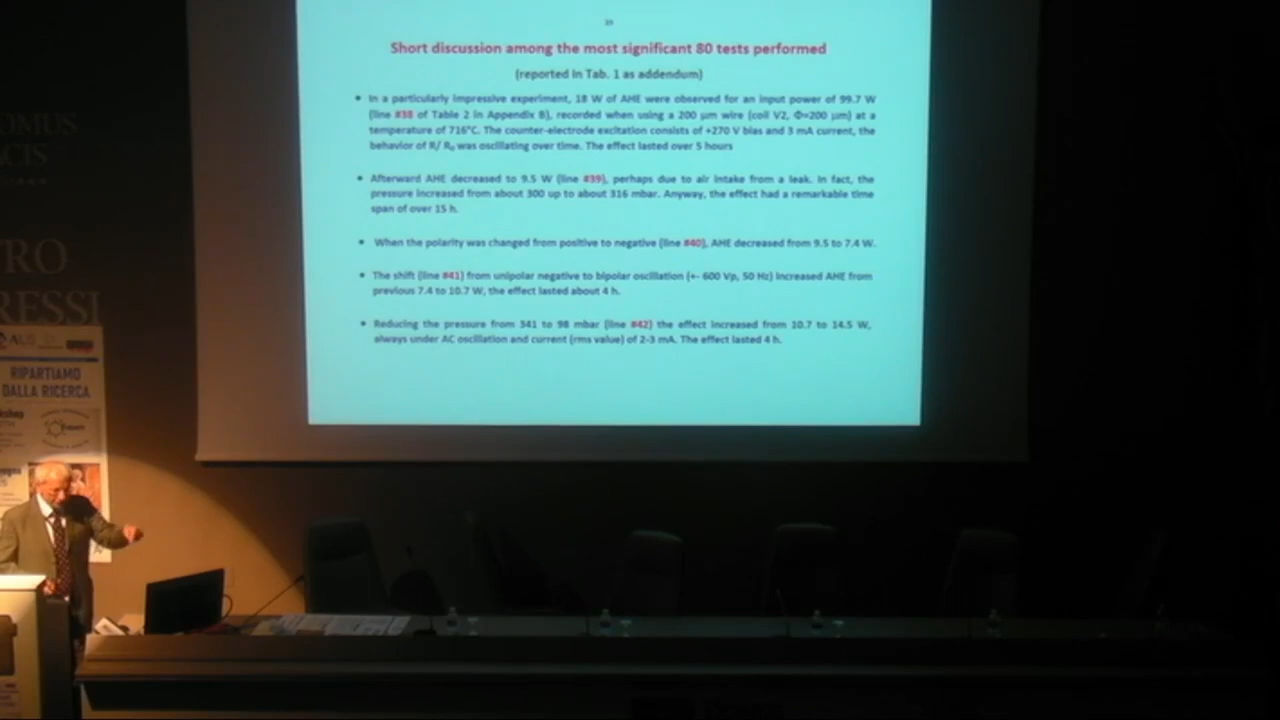 OMUS
CIS
TRO
RESSI
RIPARTIAMO
DALLA RICERCA
Short discussion among the most significant 80 tests performed
(reported in Tab. 1 as addendum)
• In a particularly impressive experiment, 18 W of AHE were observed for an input power of 99.7 W
(line #38 of Table 2 in Appendix B), recorded when using a 200 μm wire (coil V2, Φ=200 μm) at a
temperature of 716°C. The counter-electrode excitation consists of +270 V bias and 3 mA current, the
behavior of R/ R₀ was oscillating over time. The effect lasted over 5 hours
• Afterward AHE decreased to 9.5 W (line #39), perhaps due to air intake from a leak. In fact, the
pressure increased from about 300 up to about 316 mbar. Anyway, the effect had a remarkable time
span of over 15 h.
• When the polarity was changed from positive to negative (line #40), AHE decreased from 9.5 to 7.4 W.
• The shift (line #41) from unipolar negative to bipolar oscillation (+- 600 Vp, 50 Hz) increased AHE from
previous 7.4 to 10.7 W, the effect lasted about 4 h.
• Reducing the pressure from 341 to 98 mbar (line #42) the effect increased from 10.7 to 14.5 W,
always under AC oscillation and current (rms value) of 2-3 mA. The effect lasted 4 h.